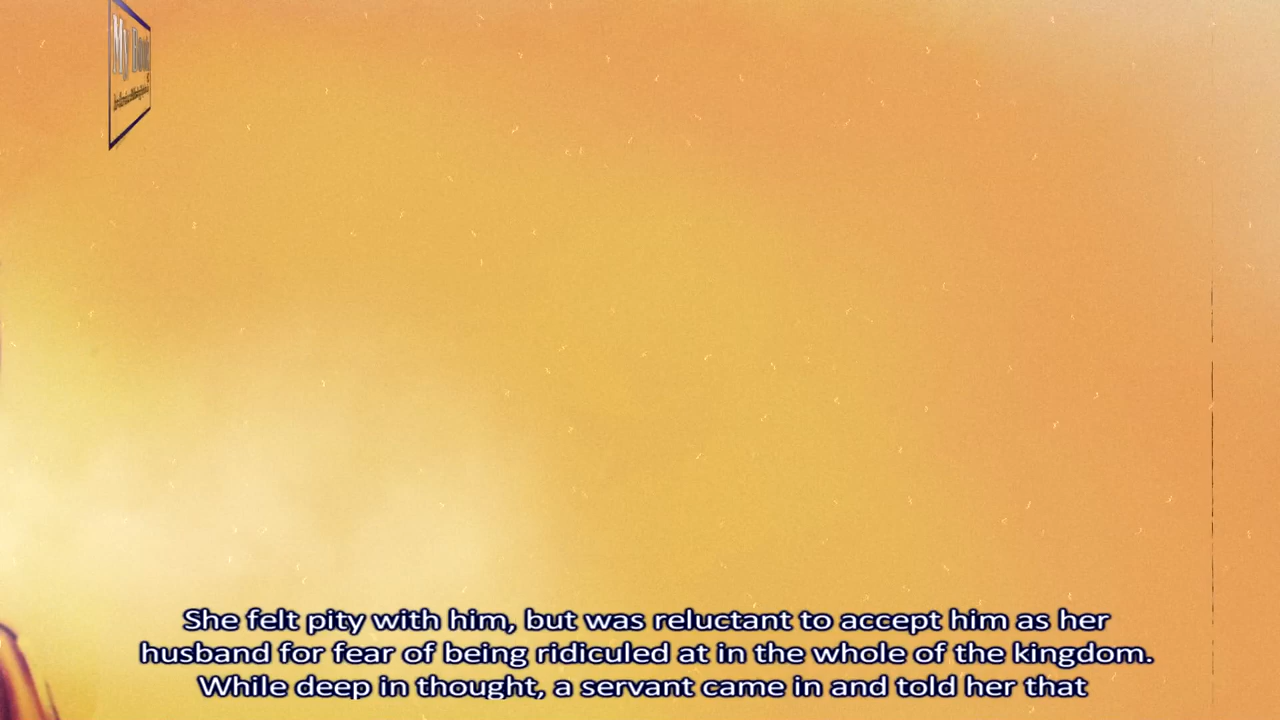 My
She felt pity with him, but was reluctant to accept him as her
husband for fear of being ridiculed at in the whole of the kingdom.
While deep in thought, a servant came in and told her that